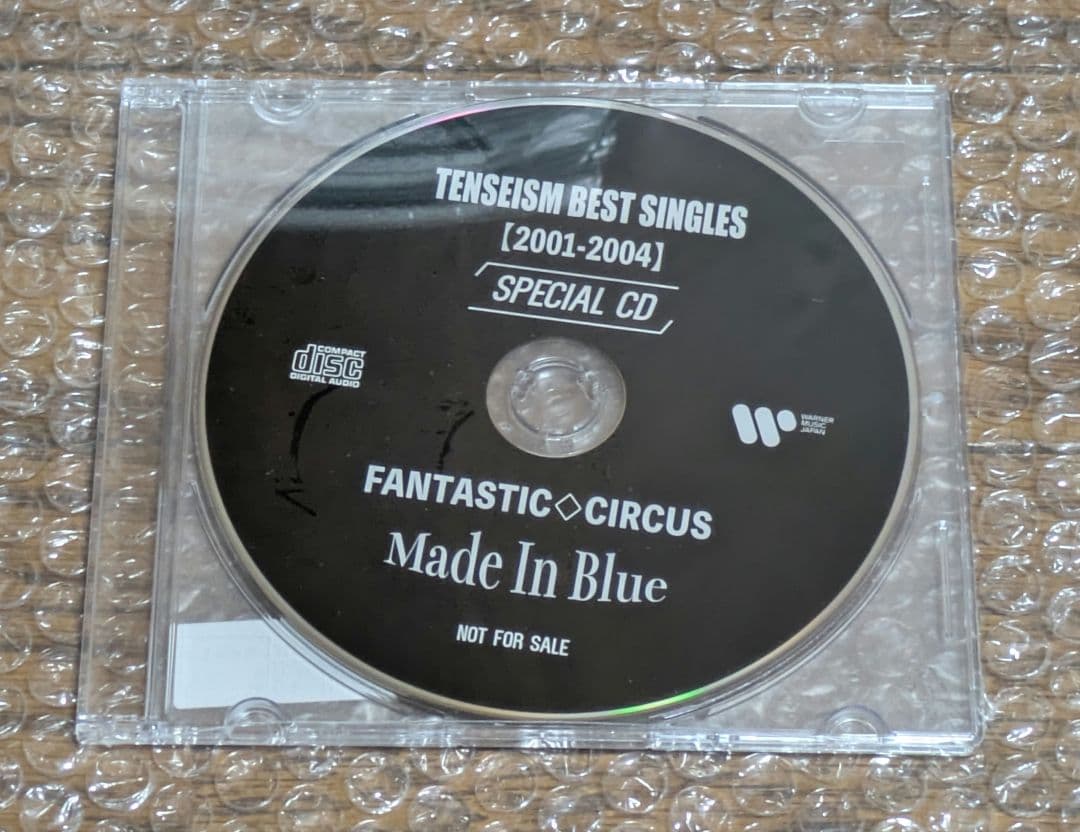 TENSEISM BEST SINGLES
【2001-2004】
SPECIAL CD
COMPACT
disc
DIGITAL AUDIO
WARNER
MUSIC
JAPAN
FANTASTIC◇CIRCUS
Made In Blue
NOT FOR SALE